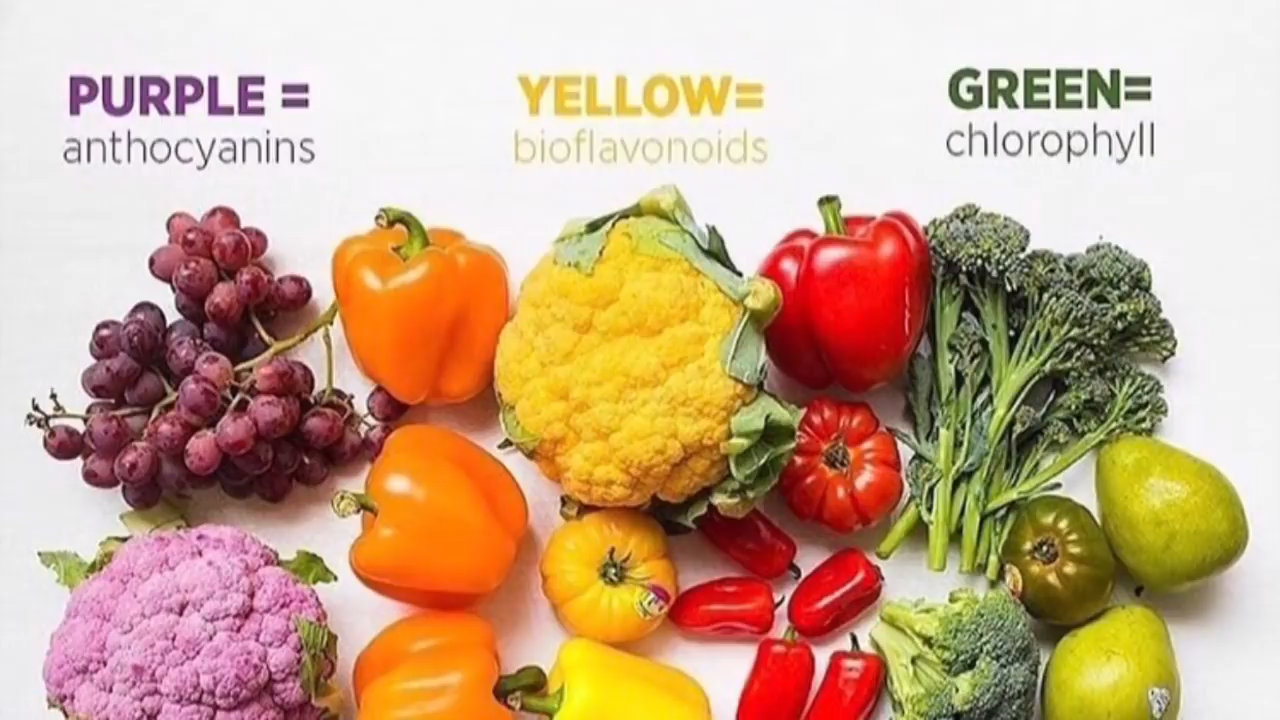 PURPLE =
anthocyanins
YELLOW=
bioflavonoids
GREEN=
chlorophyll